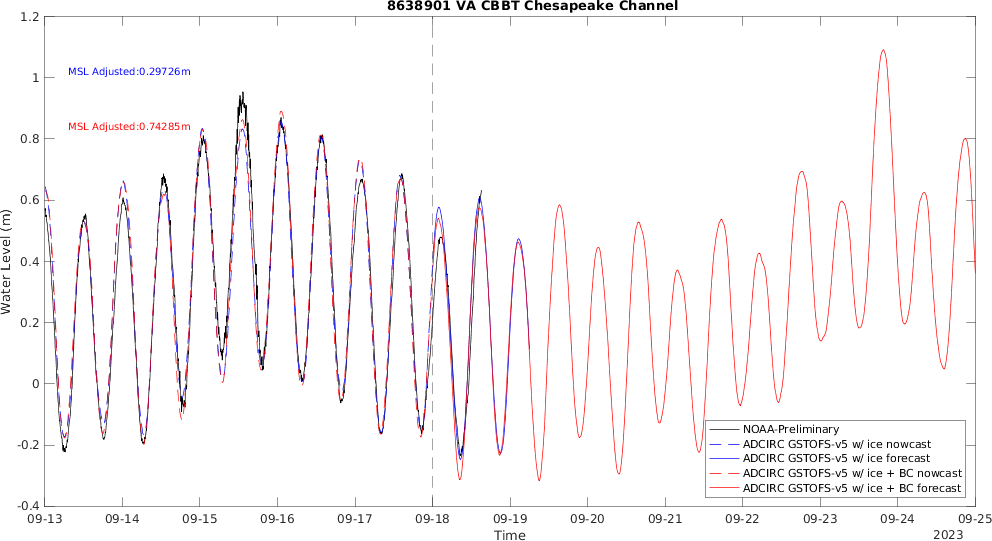 8638901 VA CBBT Chesapeake Channel
1.2
1
0.8
0.6
0.4
0.2
0
-0.2
-0.4
Water Level (m)
MSL Adjusted:0.29726m
MSL Adjusted:0.74285m
NOAA-Preliminary
ADCIRC GSTOFS-v5 w/ ice nowcast
ADCIRC GSTOFS-v5 w/ ice forecast
ADCIRC GSTOFS-v5 w/ ice + BC nowcast
ADCIRC GSTOFS-v5 w/ ice + BC forecast
09-13 09-14 09-15 09-16 09-17 09-18 09-19 09-20 09-21 09-22 09-23 09-24 09-25
Time
2023